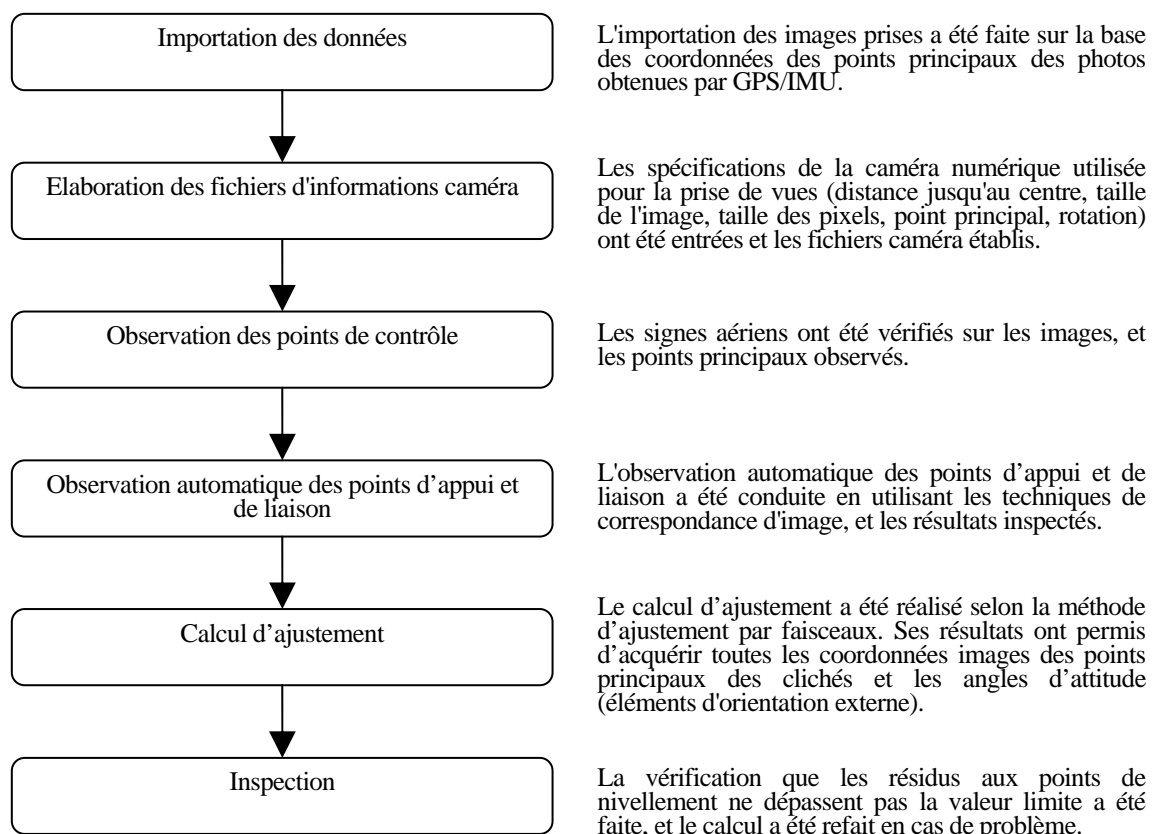 Importation des données
L'importation des images prises a été faite sur la base
des coordonnées des points principaux des photos
obtenues par GPS/IMU.
Elaboration des fichiers d'informations caméra
Les spécifications de la caméra numérique utilisée
pour la prise de vues (distance jusqu'au centre, taille
de l'image, taille des pixels, point principal, rotation)
ont été entrées et les fichiers caméra établis.
Observation des points de contrôle
Les signes aériens ont été vérifiés sur les images, et
les points principaux observés.
Observation automatique des points d’appui et
de liaison
L'observation automatique des points d’appui et de
liaison a été conduite en utilisant les techniques de
correspondance d'image, et les résultats inspectés.
Calcul d’ajustement
Le calcul d’ajustement a été réalisé selon la méthode
d’ajustement par faisceaux. Ses résultats ont permis
d’acquérir toutes les coordonnées images des points
principaux des clichés et les angles d’attitude
(éléments d'orientation externe).
Inspection
La vérification que les résidus aux points de
nivellement ne dépassent pas la valeur limite a été
faite, et le calcul a été refait en cas de problème.